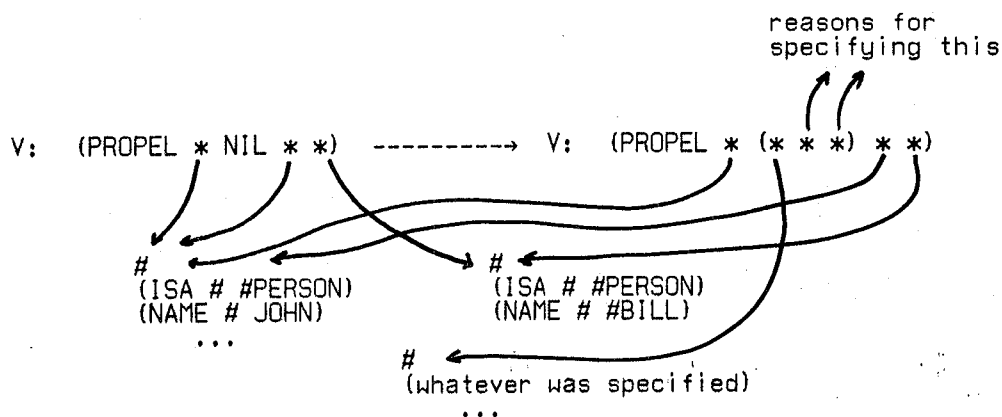 reasons for
specifying this
V: (PROPEL * NIL * *) ----------> V: (PROPEL * (* * *) * *)
#
(ISA # #PERSON)
(NAME # JOHN)
...
#
(ISA # #PERSON)
(NAME # #BILL)
#
(whatever was specified)
...